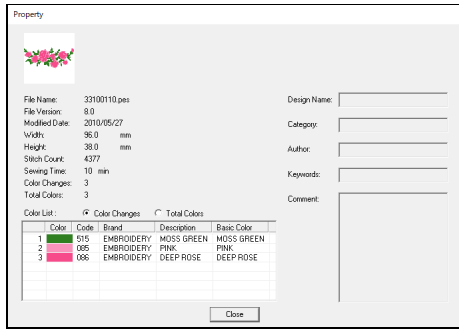 Property
File Name: 33100110.pes
File Version: 8.0
Modified Date: 2010/05/27
Width: 96.0 mm
Height: 38.0 mm
Stitch Count: 4377
Sewing Time: 10 min
Color Changes: 3
Total Colors: 3
Color List : Color Changes Total Colors
Color Code Brand Description Basic Color
1 515 EMBROIDERY MOSS GREEN MOSS GREEN
2 085 EMBROIDERY PINK PINK
3 086 EMBROIDERY DEEP ROSE DEEP ROSE
Design Name:
Category:
Author:
Keywords:
Comment:
Close